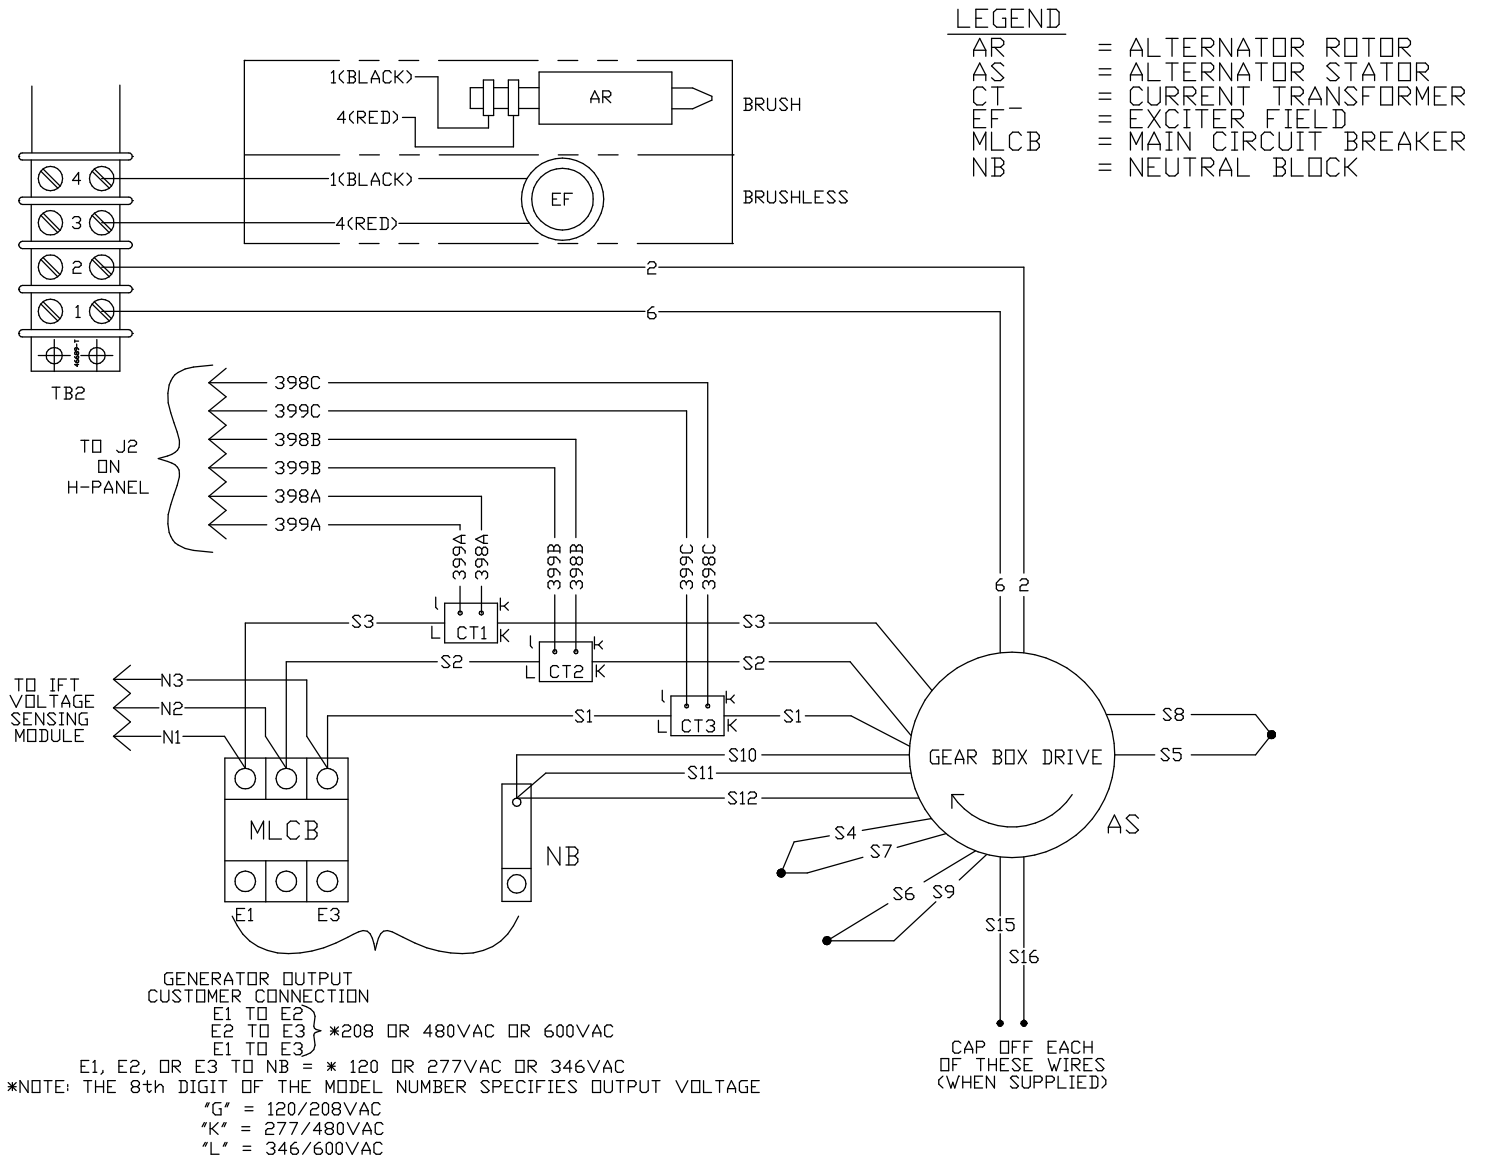 LEGEND
AR = ALTERNATOR ROTOR
AS = ALTERNATOR STATOR
CT_ = CURRENT TRANSFORMER
EF = EXCITER FIELD
MLCB = MAIN CIRCUIT BREAKER
NB = NEUTRAL BLOCK
1(BLACK)
AR
BRUSH
4(RED)
4
1(BLACK)
EF
BRUSHLESS
3
4(RED)
2
2
1
6
46689-T
TB2
398C
399C
398B
399B
398A
399A
TO J2
ON
H-PANEL
399A
398A
399B
398B
399C
398C
6
2
l
k
S3
L
CT1
K
S3
l
k
S2
L
CT2
K
S2
l
k
S1
L
CT3
K
S1
TO IFT
VOLTAGE
SENSING
MODULE
N3
N2
N1
S8
S5
S10
S11
S12
GEAR BOX DRIVE
AS
MLCB
NB
S4
S7
S6
S9
S15
S16
E1
E3
GENERATOR OUTPUT
CUSTOMER CONNECTION
E1 TO E2
E2 TO E3 *208 OR 480VAC OR 600VAC
E1 TO E3
E1, E2, OR E3 TO NB = * 120 OR 277VAC OR 346VAC
*NOTE: THE 8th DIGIT OF THE MODEL NUMBER SPECIFIES OUTPUT VOLTAGE
"G" = 120/208VAC
"K" = 277/480VAC
"L" = 346/600VAC
CAP OFF EACH
OF THESE WIRES
(WHEN SUPPLIED)